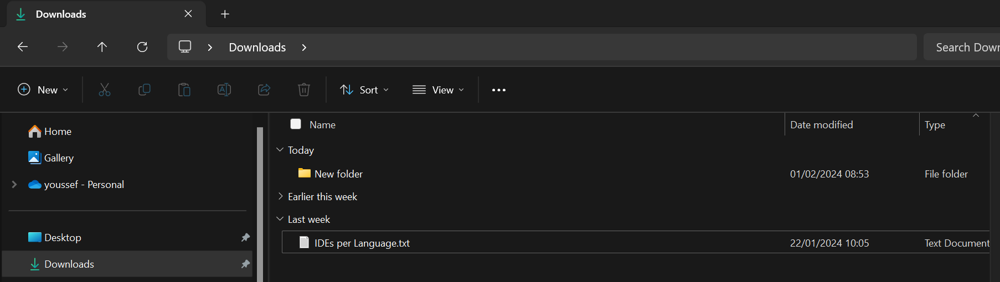 Downloads
Downloads
Search Down
New
Sort
View
Home
Gallery
youssef - Personal
Desktop
Downloads
Name Date modified Type
Today
New folder 01/02/2024 08:53 File folder
Earlier this week
Last week
IDEs per Language.txt 22/01/2024 10:05 Text Document